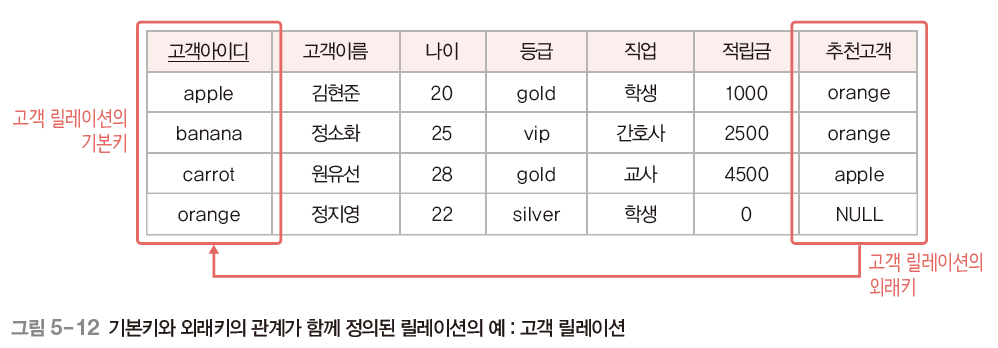 고객아이디 고객이름 나이 등급 직업 적립금 추천고객
apple 김현준 20 gold 학생 1000 orange
banana 정소화 25 vip 간호사 2500 orange
carrot 원유선 28 gold 교사 4500 apple
orange 정지영 22 silver 학생 0 NULL
고객 릴레이션의
기본키
고객 릴레이션의
외래키
그림 5-12 기본키와 외래키의 관계가 함께 정의된 릴레이션의 예 : 고객 릴레이션